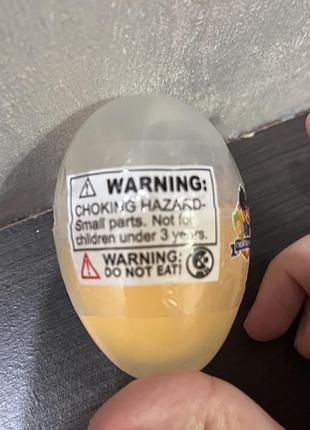 WARNING:
CHOKING HAZARD-
Small parts. Not for
children under 3 years.
WARNING:
DO NOT EAT!